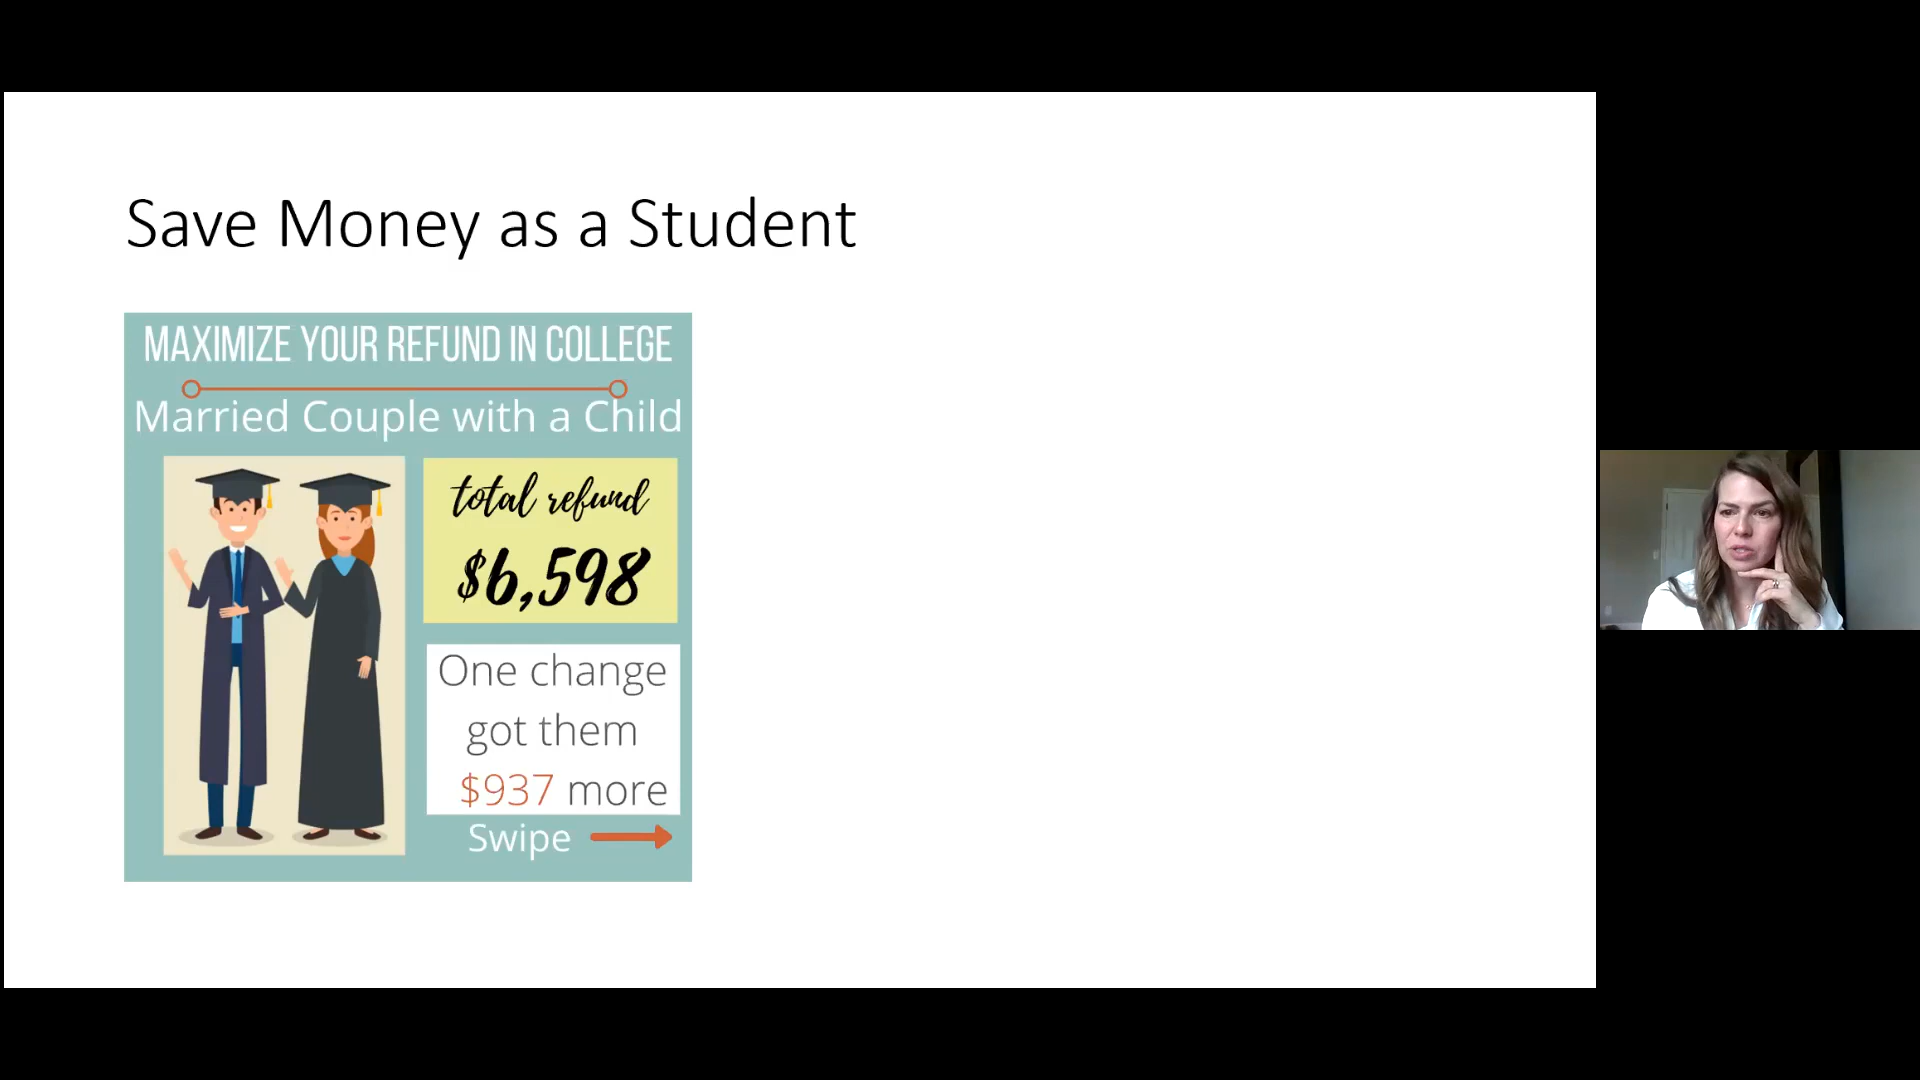 Save Money as a Student
MAXIMIZE YOUR REFUND IN COLLEGE
Married Couple with a Child
total refund
$6,598
One change
got them
$937 more
Swipe